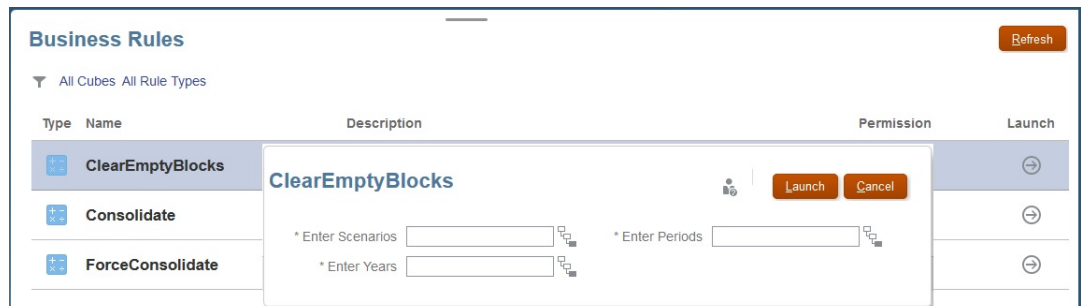 Business Rules
Refresh
All Cubes All Rule Types
Type Name Description Permission Launch
ClearEmptyBlocks
ClearEmptyBlocks
Launch Cancel
Consolidate
* Enter Scenarios
* Enter Periods
* Enter Years
ForceConsolidate